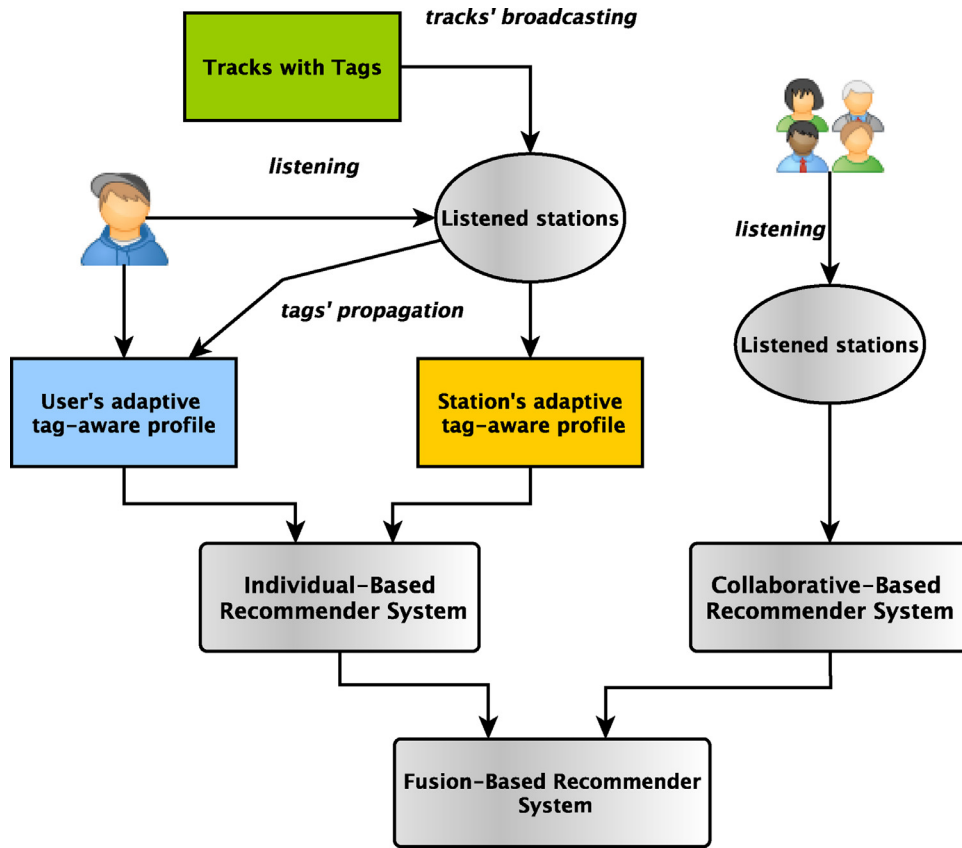 tracks' broadcasting
Tracks with Tags
listening
Listened stations
listening
tags' propagation
Listened stations
User's adaptive
tag-aware profile
Station's adaptive
tag-aware profile
Individual-Based
Recommender System
Collaborative-Based
Recommender System
Fusion-Based Recommender
System